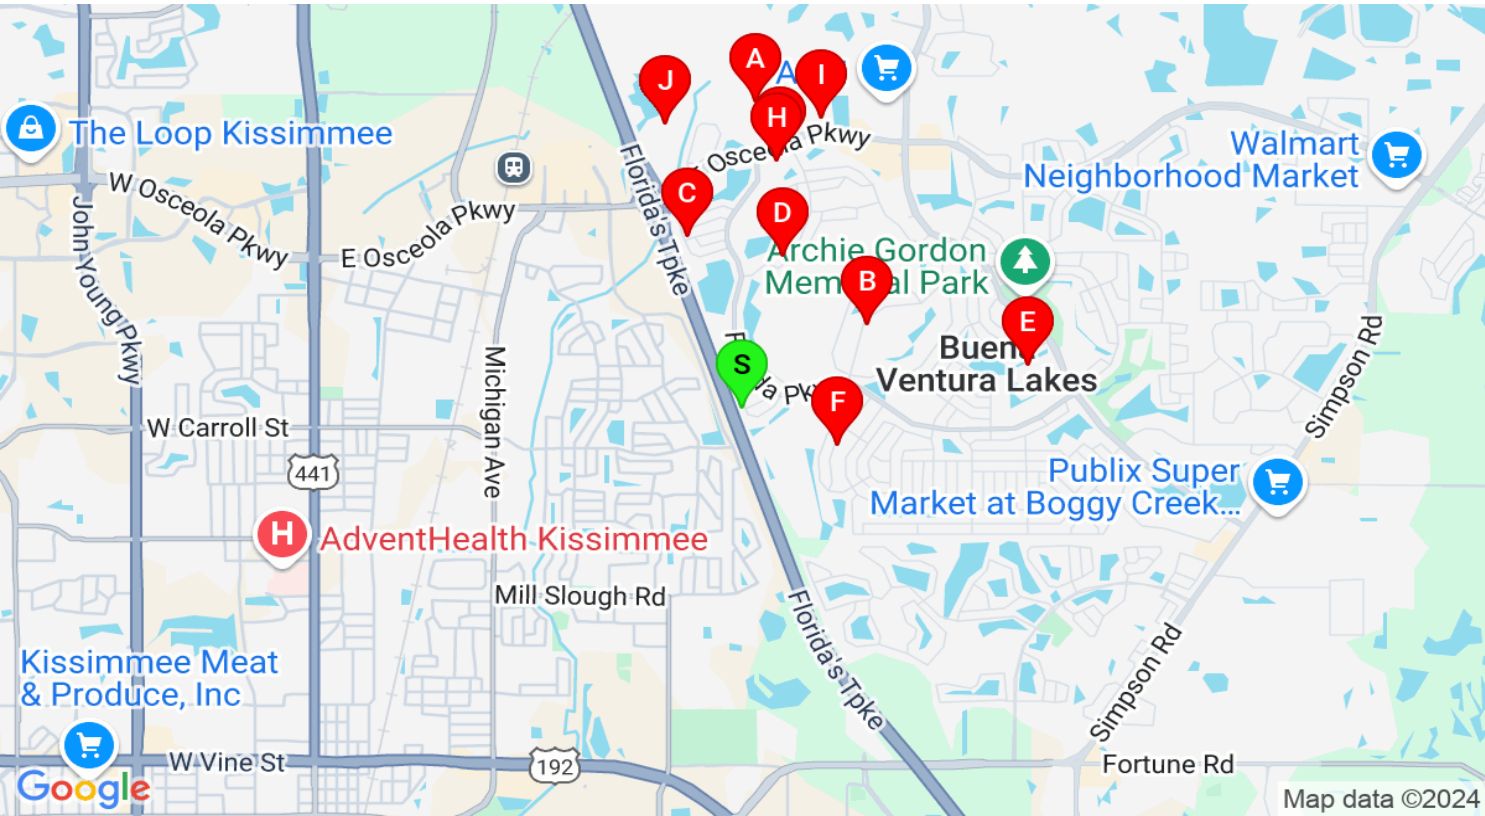 A
I
J
H
The Loop Kissimmee
E Osceola Pkwy
Walmart
Neighborhood Market
W Osceola Pkwy
E Osceola Pkwy
Florida's Tpke
C
D
John Young Pkwy
Archie Gordon
Memorial Park
B
E
Buena
Ventura Lakes
S
F
Simpson Rd
Michigan Ave
W Carroll St
441
Publix Super
Market at Boggy Creek...
H
AdventHealth Kissimmee
Mill Slough Rd
Florida's Tpke
Simpson Rd
Kissimmee Meat
& Produce, Inc
W Vine St
192
Fortune Rd
Google
Map data ©2024